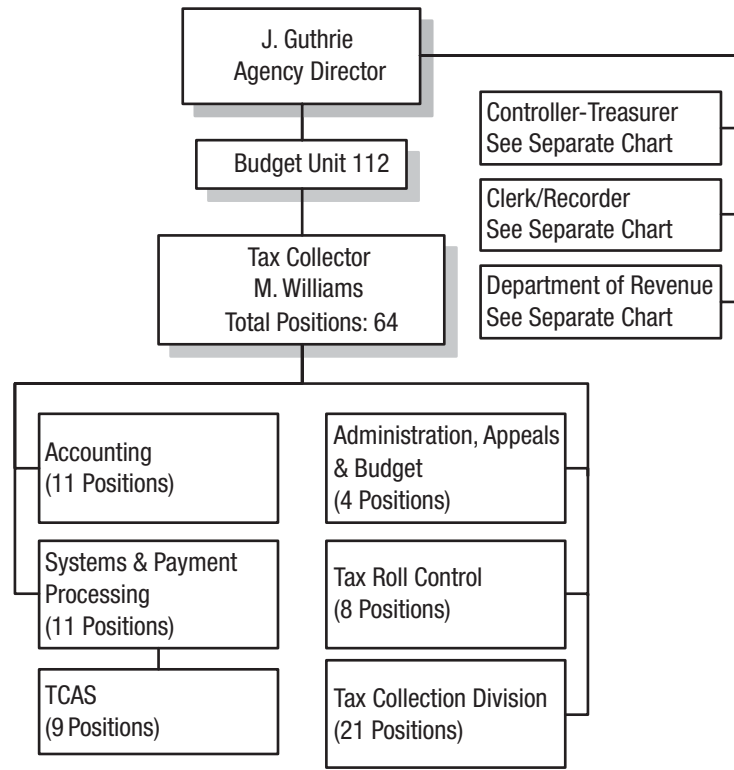 J. Guthrie
Agency Director
Controller-Treasurer
See Separate Chart
Budget Unit 112
Clerk/Recorder
See Separate Chart
Tax Collector
M. Williams
Total Positions: 64
Department of Revenue
See Separate Chart
Accounting
(11 Positions)
Administration, Appeals
& Budget
(4 Positions)
Systems & Payment
Processing
(11 Positions)
Tax Roll Control
(8 Positions)
TCAS
(9 Positions)
Tax Collection Division
(21 Positions)